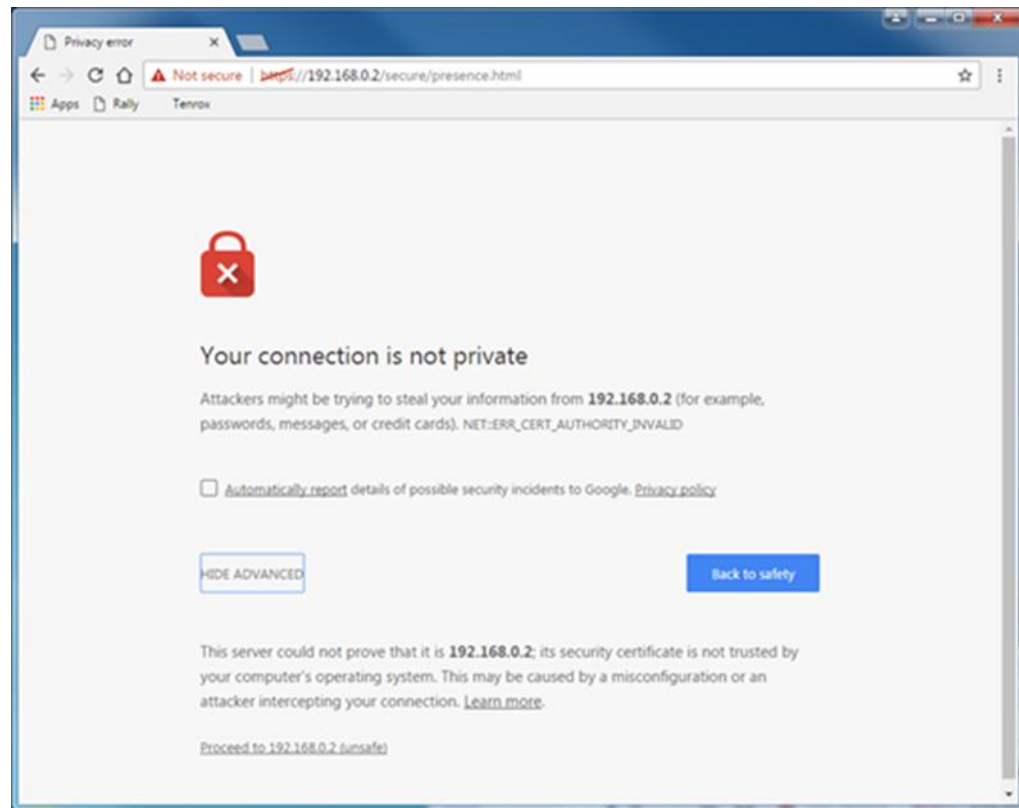 Privacy error
Not secure | https://192.168.0.2/secure/presence.html
Apps Rally Tenrox
Your connection is not private
Attackers might be trying to steal your information from 192.168.0.2 (for example,
passwords, messages, or credit cards). NET::ERR_CERT_AUTHORITY_INVALID
Automatically report details of possible security incidents to Google. Privacy policy
HIDE ADVANCED Back to safety
This server could not prove that it is 192.168.0.2; its security certificate is not trusted by
your computer's operating system. This may be caused by a misconfiguration or an
attacker intercepting your connection. Learn more.
Proceed to 192.168.0.2 (unsafe)